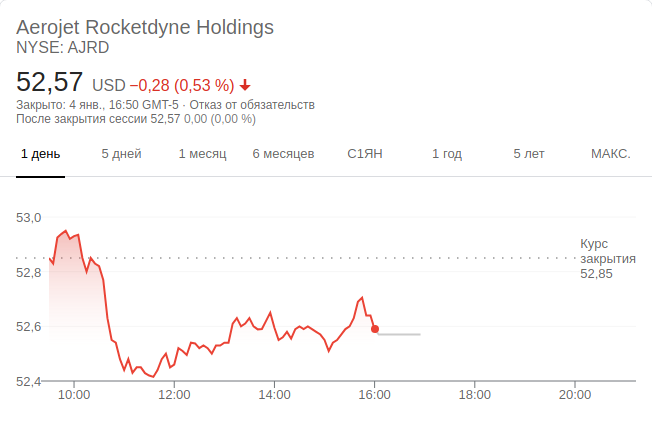 Aerojet Rocketdyne Holdings
NYSE: AJRD
52,57 USD −0,28 (0,53 %)
Закрыто: 4 янв., 16:50 GMT-5 · Отказ от обязательств
После закрытия сессии 52,57 0,00 (0,00 %)
1 день 5 дней 1 месяц 6 месяцев С1ЯН 1 год 5 лет МАКС.
53,0
Курс
закрытия
52,85
52,8
52,6
52,4
10:00 12:00 14:00 16:00 18:00 20:00